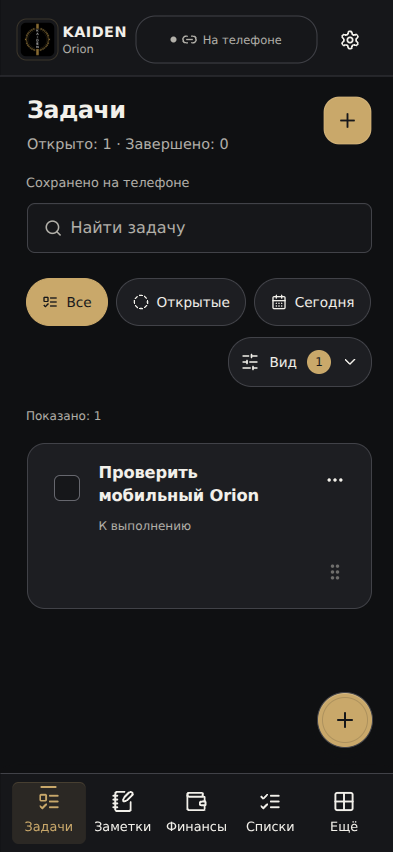 KAIDEN
Orion
На телефоне
Задачи
Открыто: 1 · Завершено: 0
Сохранено на телефоне
Найти задачу
Все
Открытые
Сегодня
Вид 1
Показано: 1
Проверить
мобильный Orion
К выполнению
Задачи
Заметки
Финансы
Списки
Ещё